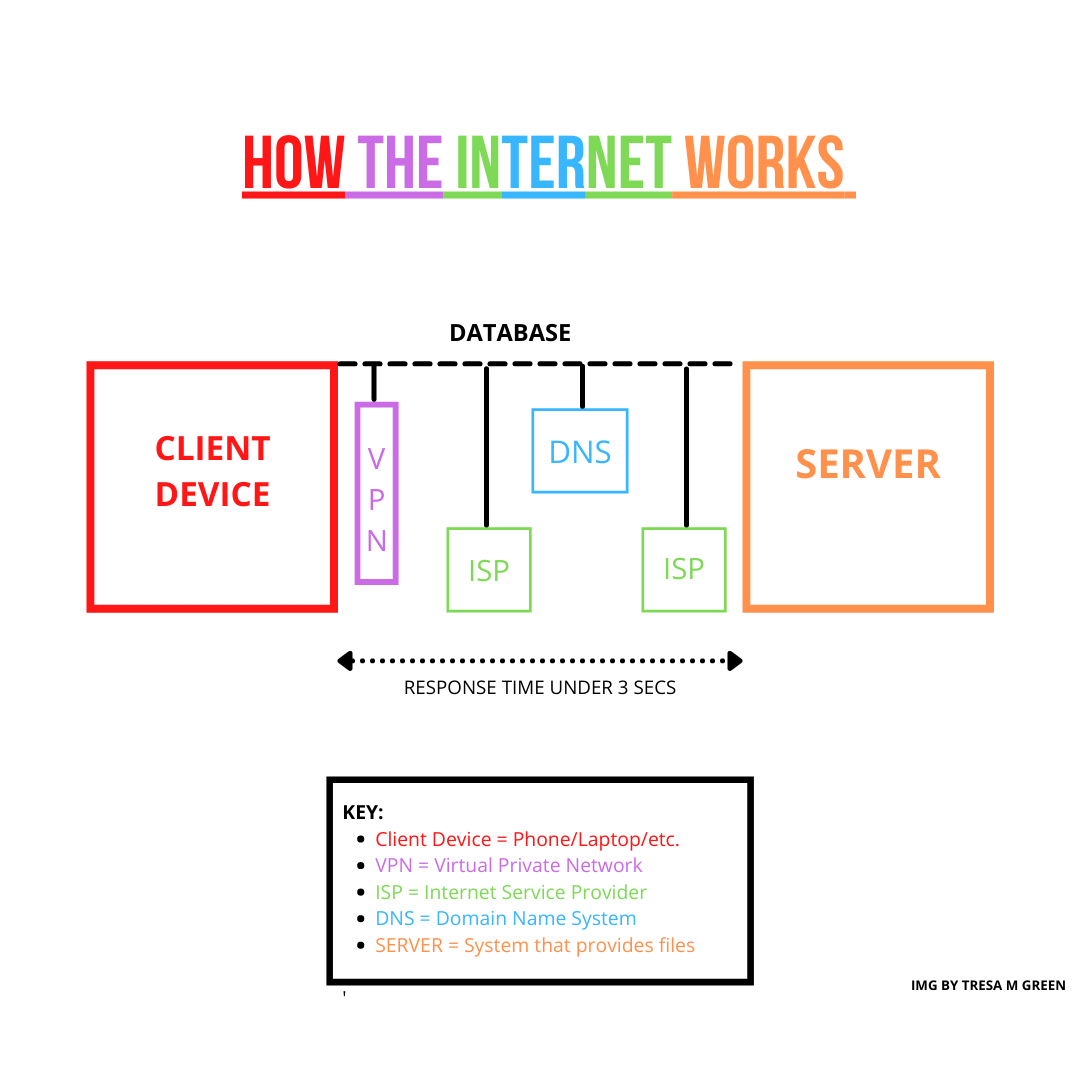 HOW THE INTERNET WORKS
DATABASE
CLIENT
DEVICE
V
P
N
ISP
DNS
ISP
SERVER
RESPONSE TIME UNDER 3 SECS
KEY:
• Client Device = Phone/Laptop/etc.
• VPN = Virtual Private Network
• ISP = Internet Service Provider
• DNS = Domain Name System
• SERVER = System that provides files
'
IMG BY TRESA M GREEN